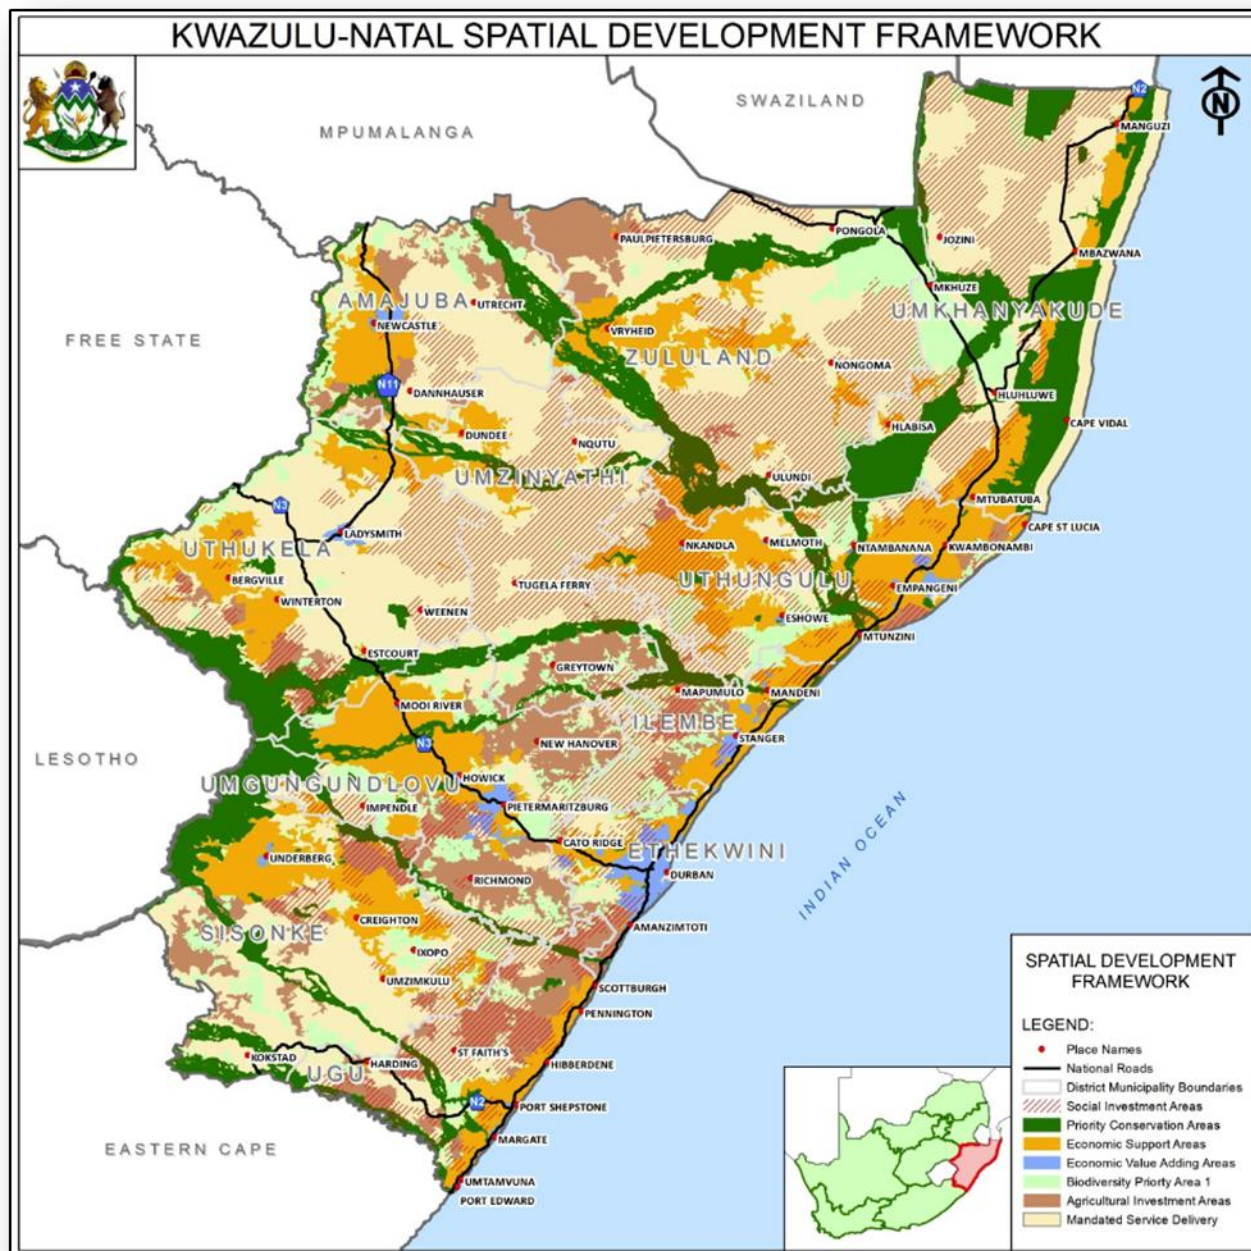 KWAZULU-NATAL SPATIAL DEVELOPMENT FRAMEWORK
SWAZILAND
MPUMALANGA
N2
MANGUZI
PAULPIETERSBURG
PONGOLA
JOZINI
MBAZWANA
MKHUZE
AMAJUBA
UTRECHT
UMKHANYAKUDE
NEWCASTLE
VRYHEID
FREE STATE
ZULULAND
NONGOMA
N11
DANNHAUSER
HLUHLUWE
HLABISA
CAPE VIDAL
DUNDEE
NQUTU
UMZINYATHI
ULUNDI
MTUBATUBA
N3
CAPE ST LUCIA
LADYSMITH
UTHUKELA
NKANDLA
MELMOTH
NTAMBANANA
KWAMBONAMBI
BERGVILLE
TUGELA FERRY
UTHUNGULU
EMPANGENI
WINTERTON
WEENEN
ESHOWE
MTUNZINI
ESTCOURT
GREYTOWN
MAPUMULO
MANDENI
MOOI RIVER
ILEMBE
N3
NEW HANOVER
STANGER
LESOTHO
UMGUNGUNDLOVU
HOWICK
IMPENDLE
PIETERMARITZBURG
CATO RIDGE
ETHEKWINI
UNDERBERG
DURBAN
RICHMOND
INDIAN OCEAN
CREIGHTON
AMANZIMTOTI
SISONKE
IXOPO
UMZIMKULU
SCOTTBURGH
PENNINGTON
KOKSTAD
ST FAITH'S
HARDING
HIBBERDENE
UGU
N2
PORT SHEPSTONE
MARGATE
EASTERN CAPE
UMTAMVUNA
PORT EDWARD
N
SPATIAL DEVELOPMENT
FRAMEWORK
LEGEND:
Place Names
National Roads
District Municipality Boundaries
Social Investment Areas
Priority Conservation Areas
Economic Support Areas
Economic Value Adding Areas
Biodiversity Priorty Area 1
Agricultural Investment Areas
Mandated Service Delivery